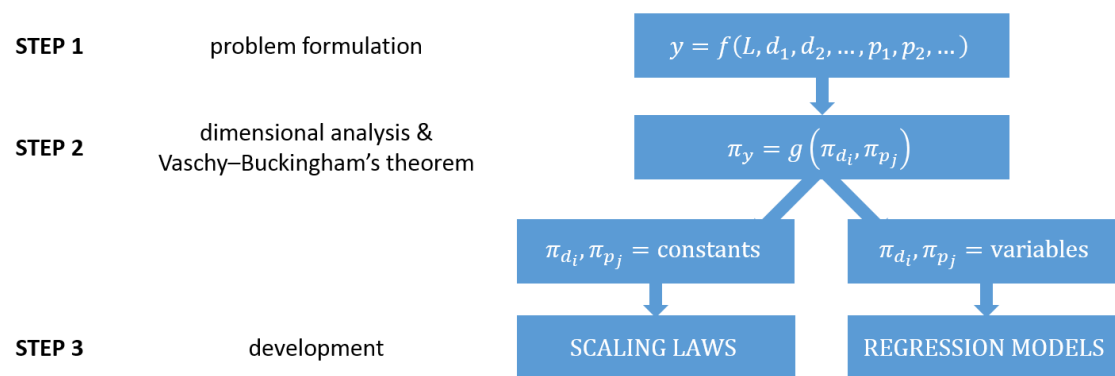 STEP 1 problem formulation y = f(L, d₁, d₂, …, p₁, p₂, …)
dimensional analysis &
STEP 2 Vaschy–Buckingham’s theorem π_y = g(π_{d_i}, π_{p_j})
π_{d_i}, π_{p_j} = constants π_{d_i}, π_{p_j} = variables
STEP 3 development SCALING LAWS REGRESSION MODELS